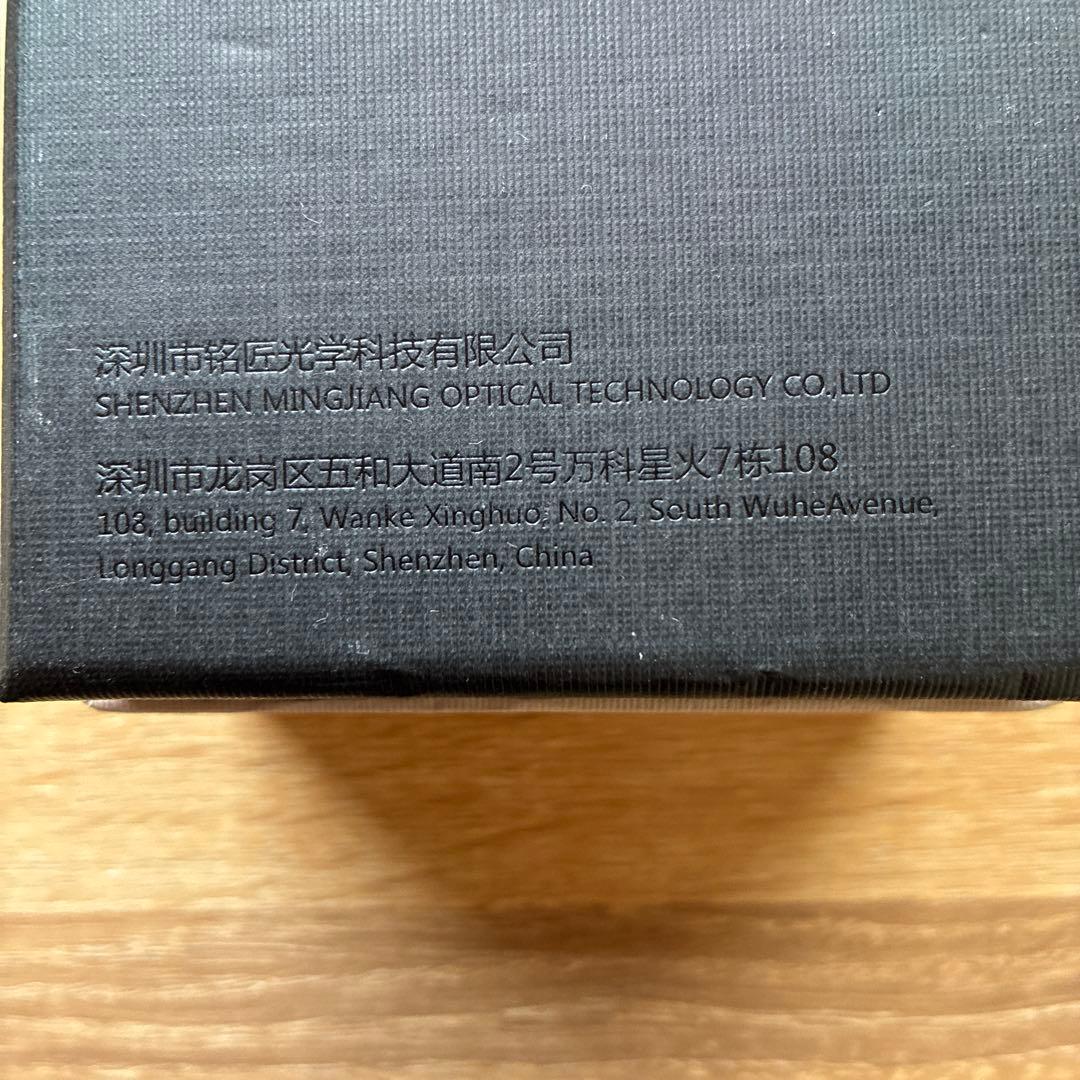 深圳市铭匠光学科技有限公司
SHENZHEN MINGJIANG OPTICAL TECHNOLOGY CO.,LTD
深圳市龙岗区五和大道南2号万科星火7栋108
108, building 7, Wanke Xinghuo, No. 2, South WuheAvenue,
Longgang District, Shenzhen, China